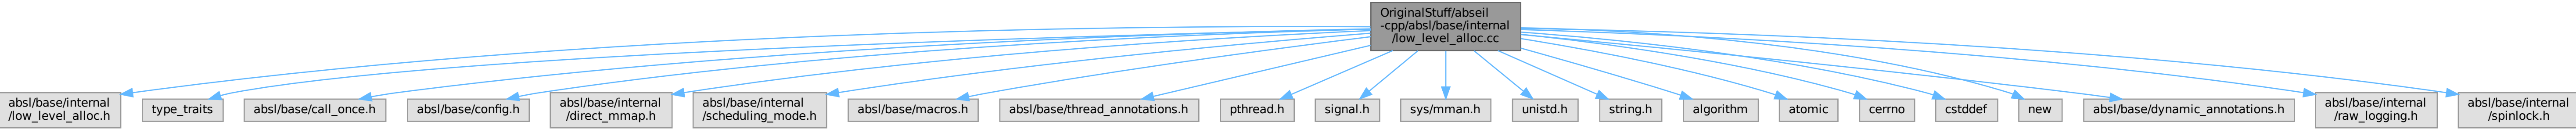 OriginalStuff/abseil
-cpp/absl/base/internal
/low_level_alloc.cc
absl/base/internal
/low_level_alloc.h
type_traits
absl/base/call_once.h
absl/base/config.h
absl/base/internal
/direct_mmap.h
absl/base/internal
/scheduling_mode.h
absl/base/macros.h
absl/base/thread_annotations.h
pthread.h
signal.h
sys/mman.h
unistd.h
string.h
algorithm
atomic
cerrno
cstddef
new
absl/base/dynamic_annotations.h
absl/base/internal
/raw_logging.h
absl/base/internal
/spinlock.h